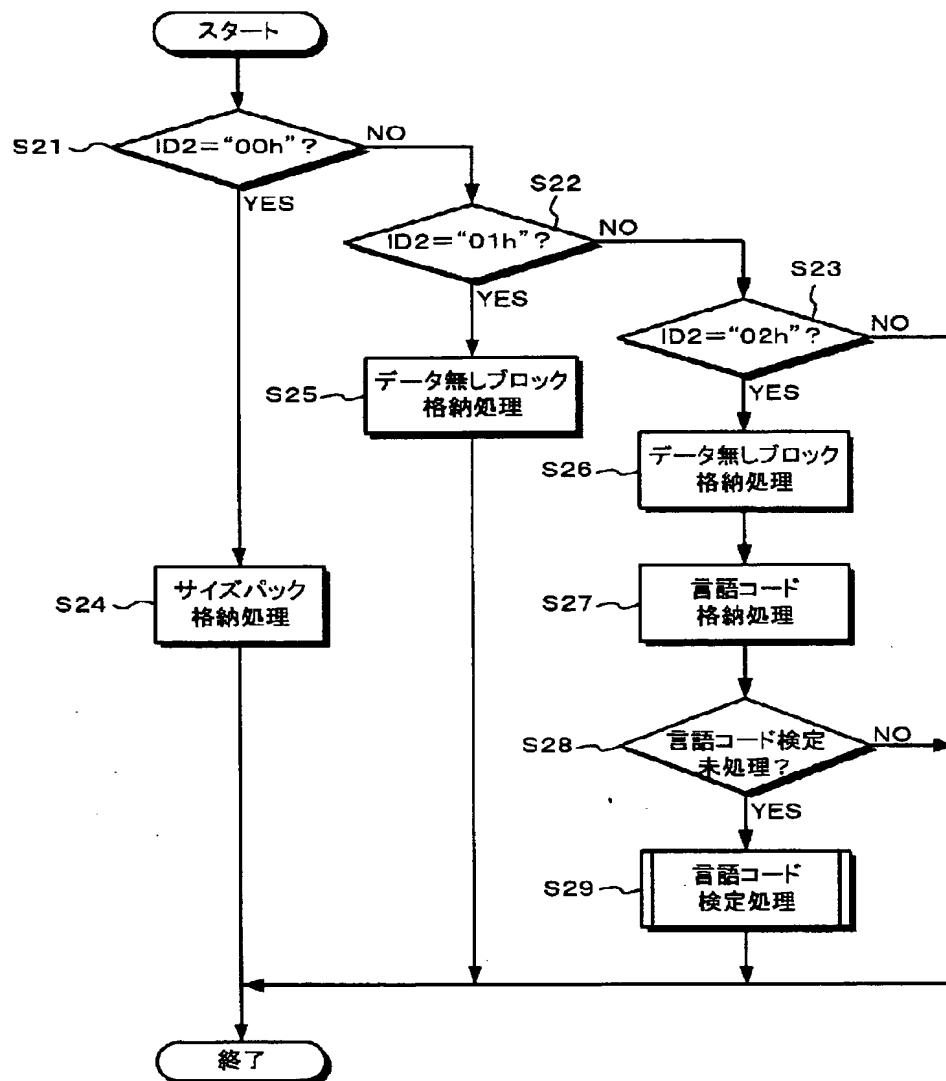 スタート
S21
ID2="00h"?
NO
YES
S22
ID2="01h"?
NO
YES
S23
ID2="02h"?
NO
YES
S25
データ無しブロック
格納処理
S26
データ無しブロック
格納処理
S24
サイズパック
格納処理
S27
言語コード
格納処理
S28
言語コード検定
未処理?
NO
YES
S29
言語コード
検定処理
終了